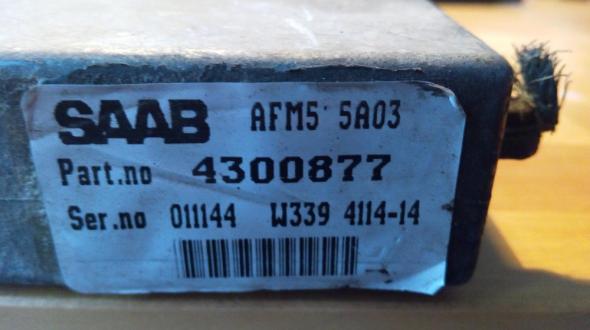 SAAB AFM5 5A03
Part.no 4300877
Ser.no 011144 W339 4114-14